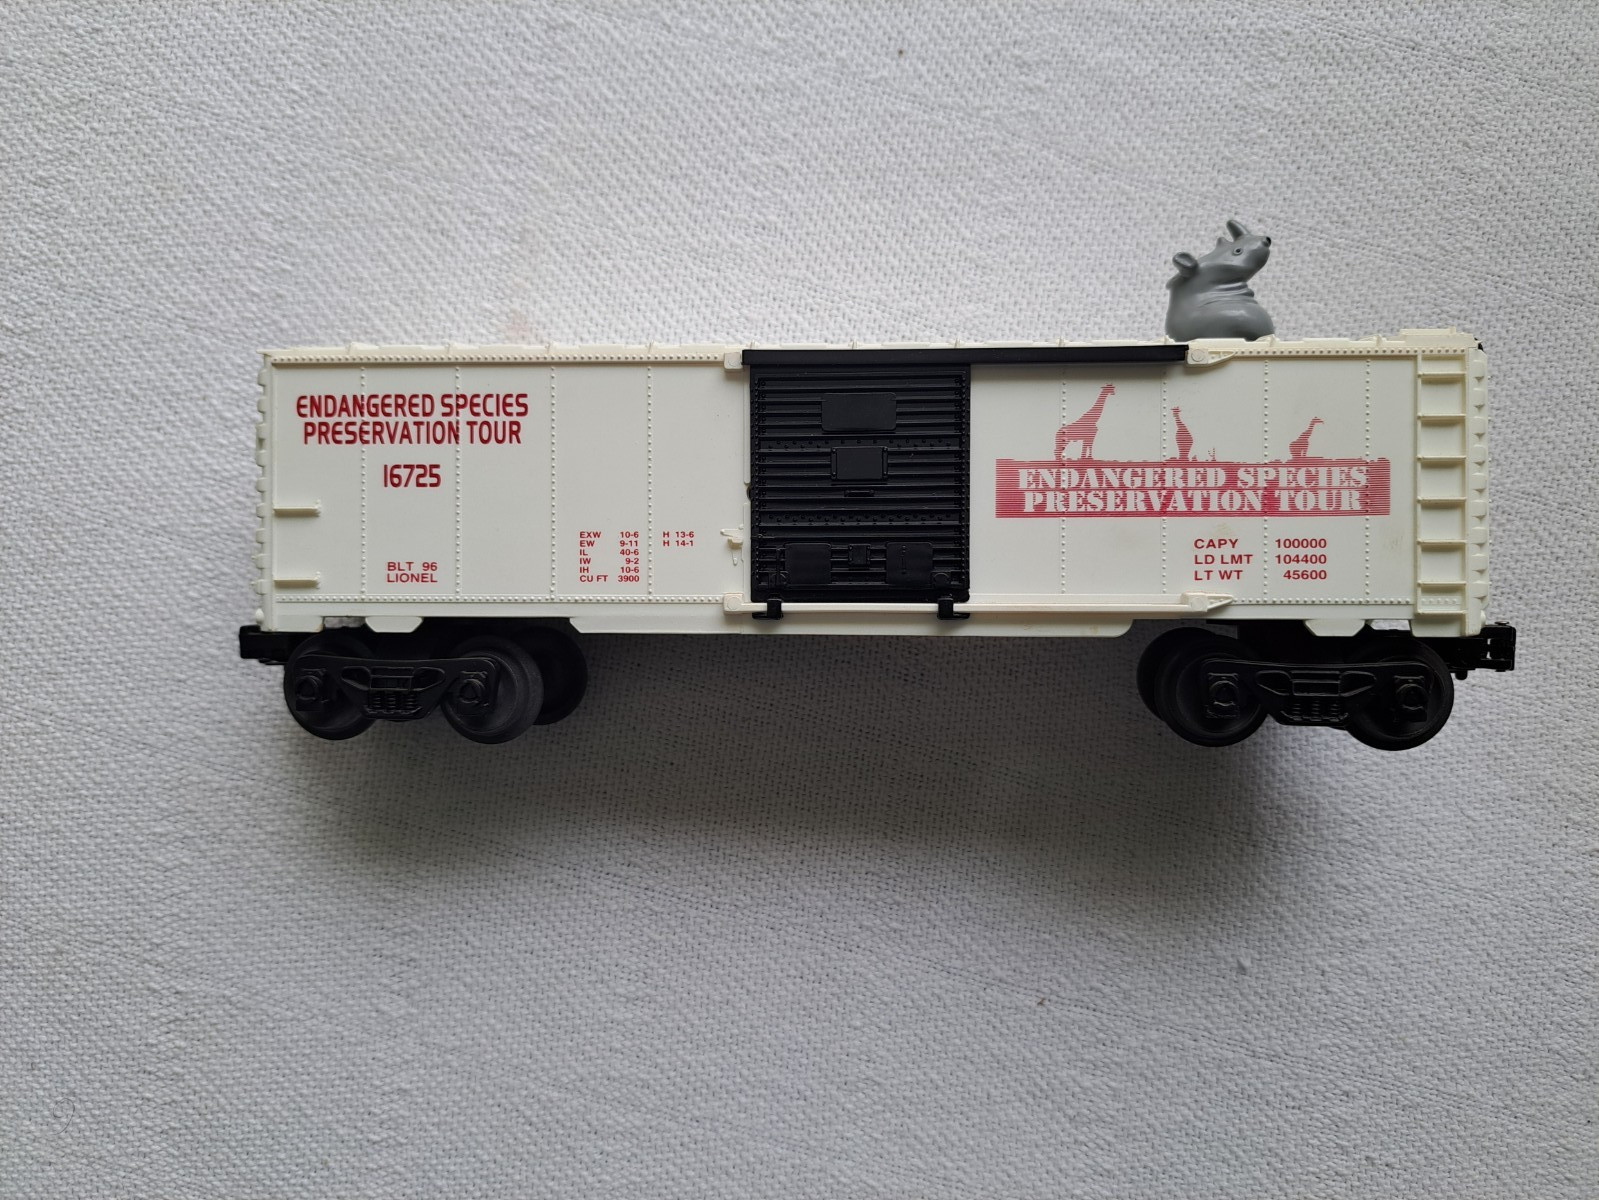 ENDANGERED SPECIES
PRESERVATION TOUR
16725
BLT 96
LIONEL
EXW 10-6 H 13-6
EW 9-11 H 14-1
IL 40-6
IW 9-2
IH 10-6
CU FT 3900
ENDANGERED SPECIES
PRESERVATION TOUR
CAPY 100000
LD LMT 104400
LT WT 45600